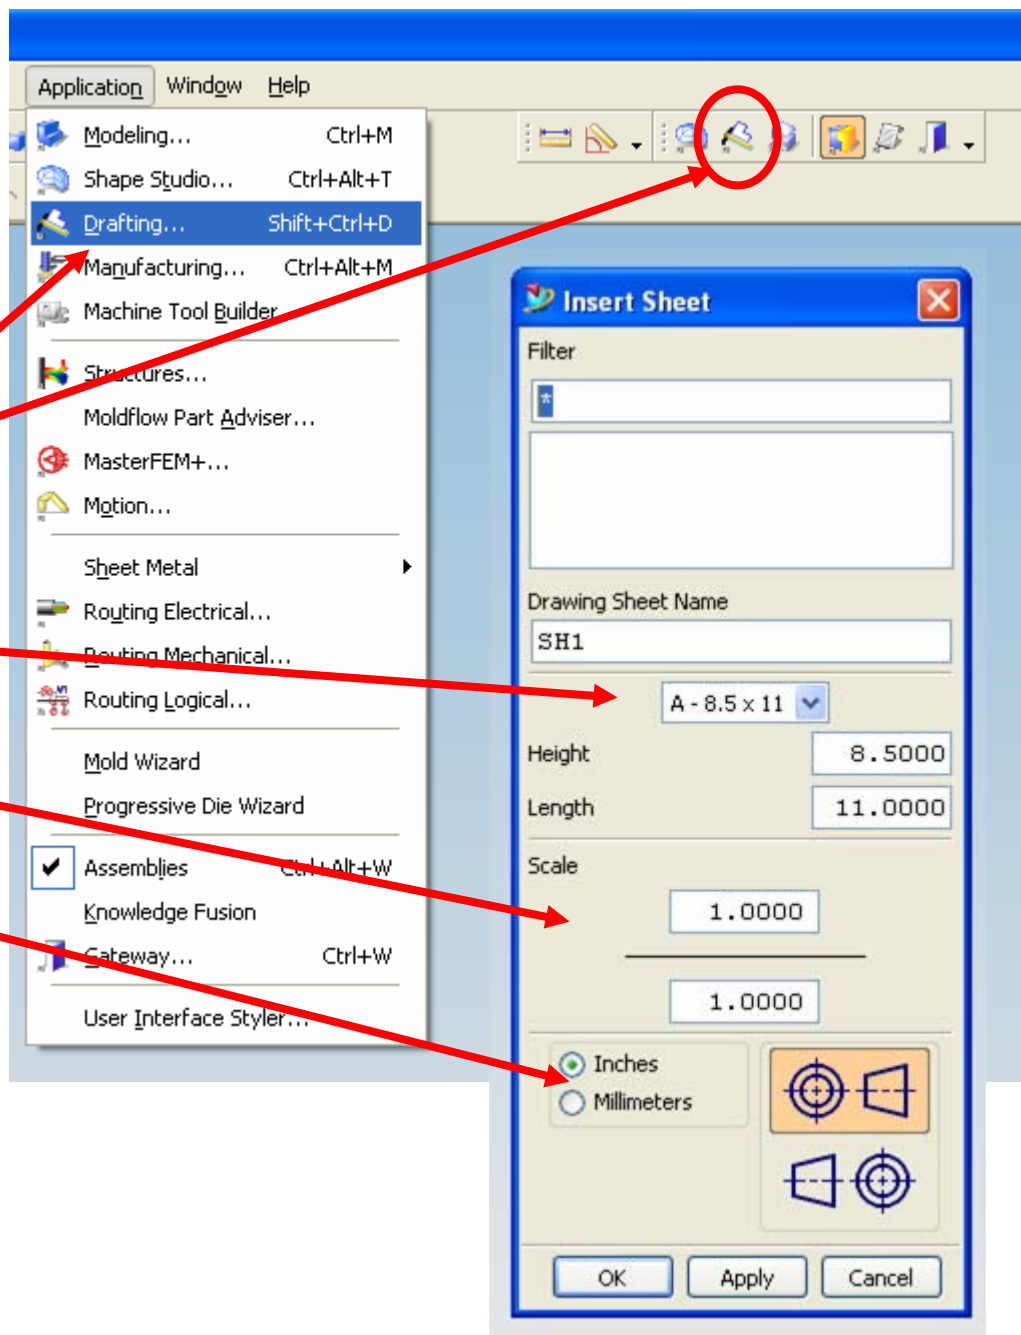 Application Window Help
Modeling... Ctrl+M
Shape Studio... Ctrl+Alt+T
Drafting... Shift+Ctrl+D
Manufacturing... Ctrl+Alt+M
Machine Tool Builder
Structures...
Moldflow Part Adviser...
MasterFEM+...
Motion...
Sheet Metal
Routing Electrical...
Routing Mechanical...
Routing Logical...
Mold Wizard
Progressive Die Wizard
Assemblies Ctrl+Alt+W
Knowledge Fusion
Gateway... Ctrl+W
User Interface Styler...
Insert Sheet
Filter
*
Drawing Sheet Name
SH1
A - 8.5 x 11
Height 8.5000
Length 11.0000
Scale
1.0000
1.0000
Inches
Millimeters
OK Apply Cancel